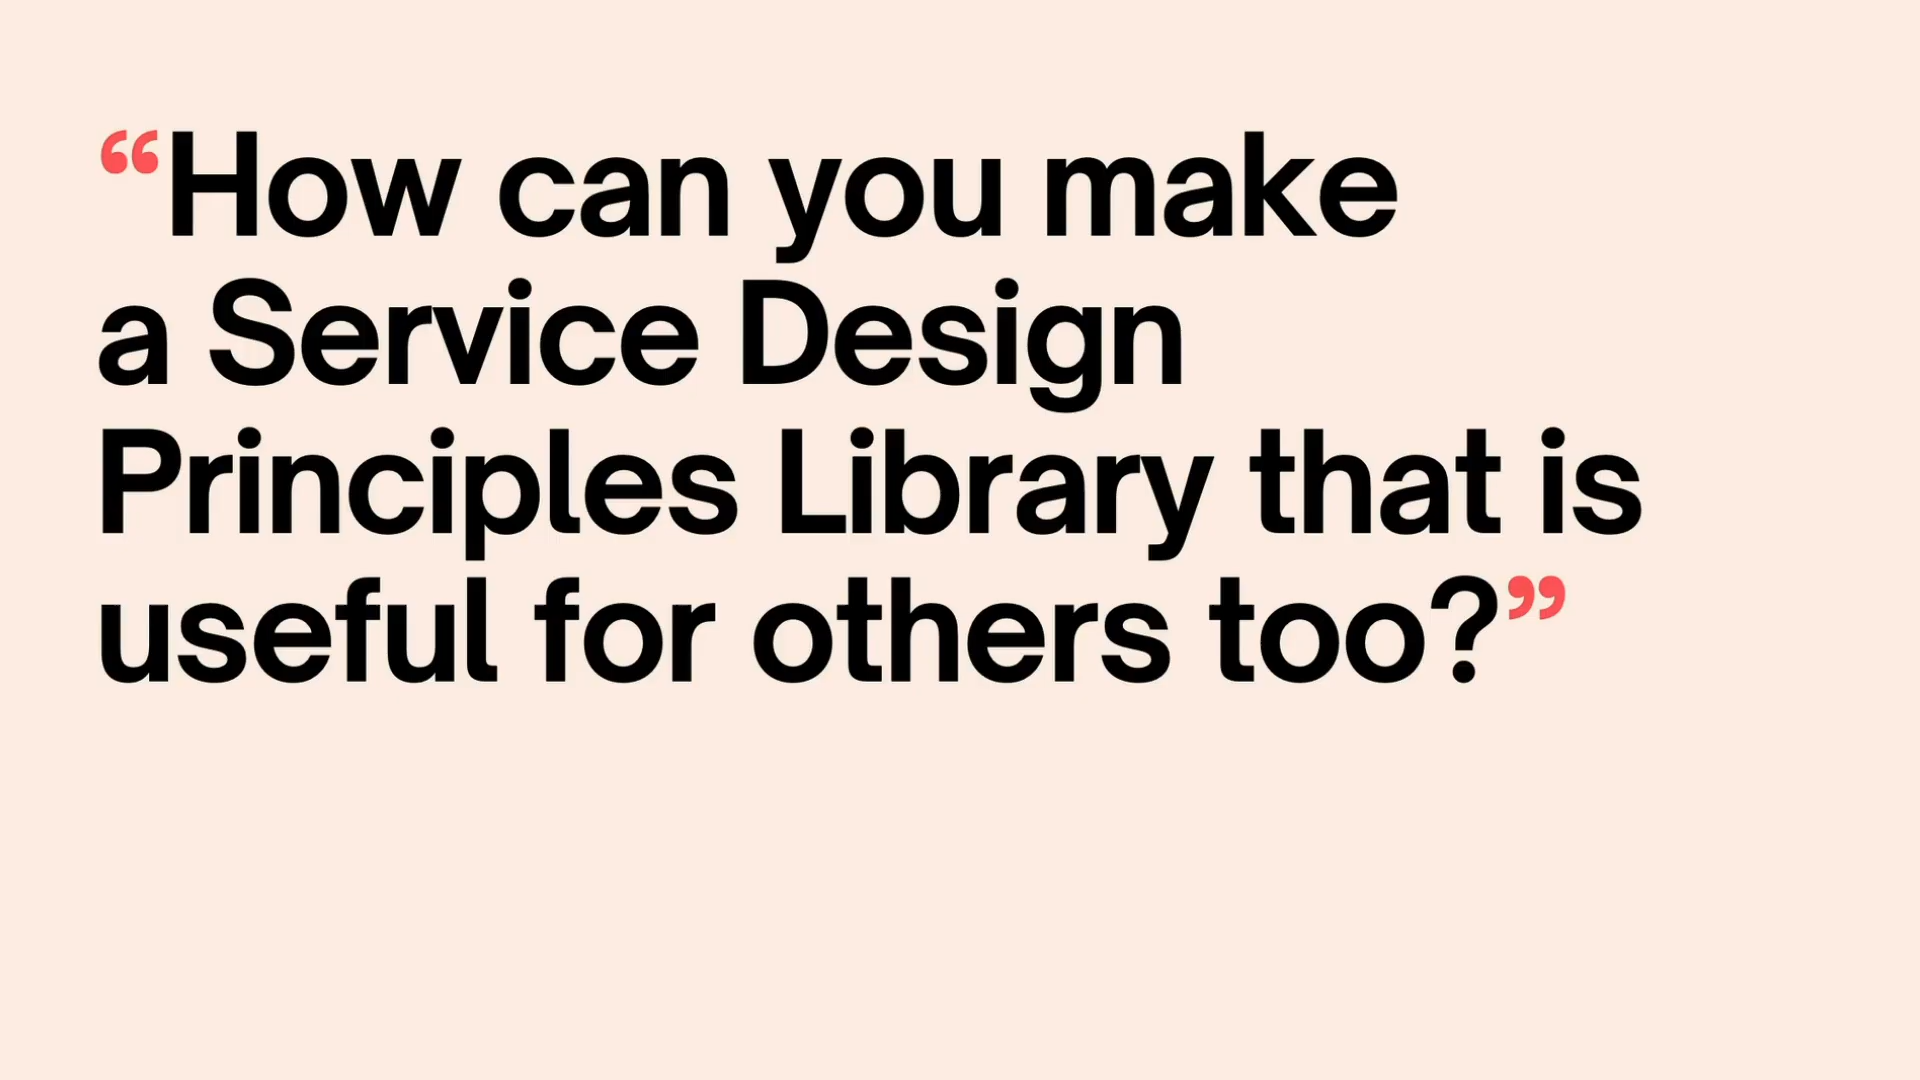 “How can you make
a Service Design
Principles Library that is
useful for others too?”